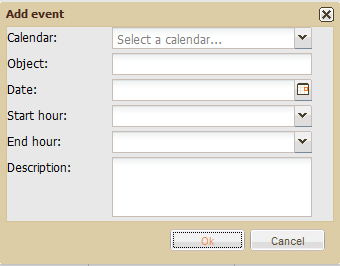 Add event
Calendar: Select a calendar...
Object:
Date:
Start hour:
End hour:
Description:
Ok Cancel